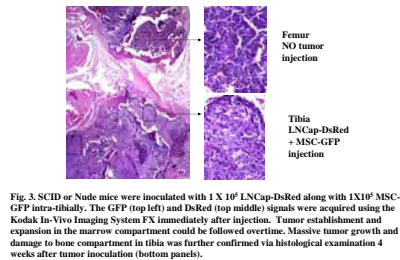 Femur
NO tumor
injection
Tibia
LNCap-DsRed
+ MSC-GFP
injection
Fig. 3. SCID or Nude mice were inoculated with 1 X 10⁵ LNCap-DsRed along with 1X10⁵ MSC-
GFP intra-tibially. The GFP (top left) and DsRed (top middle) signals were acquired using the
Kodak In-Vivo Imaging System FX immediately after injection. Tumor establishment and
expansion in the marrow compartment could be followed overtime. Massive tumor growth and
damage to bone compartment in tibia was further confirmed via histological examination 4
weeks after tumor inoculation (bottom panels).